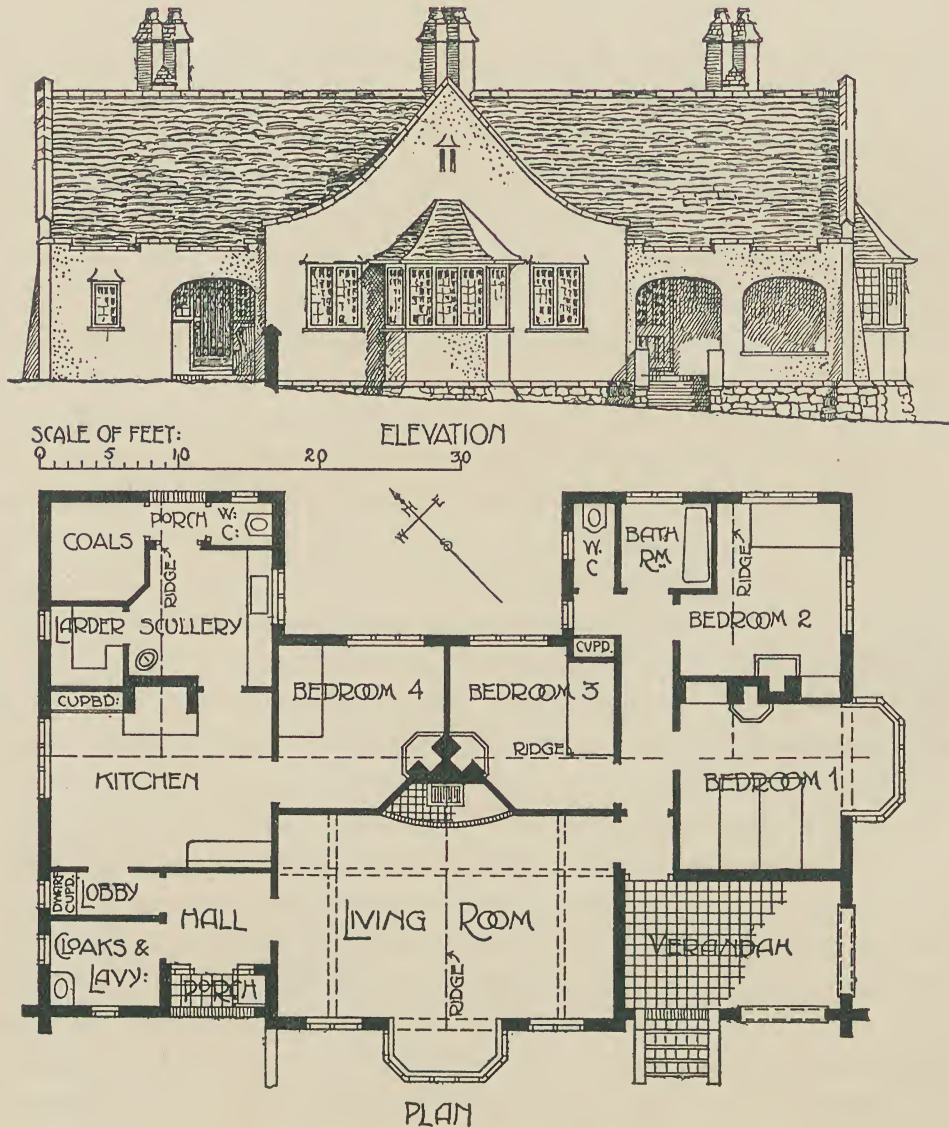 SCALE OF FEET:
ELEVATION
0 5 10 20 30
PORCH
W:
C:
COALS
RIDGE
N
E
W
S
W.
C
BATH
RM
RIDGE
LARDER
SCULLERY
BEDROOM 2
CUPD.
CUPBD:
BEDROOM 4
BEDROOM 3
RIDGE
KITCHEN
BEDROOM 1
DWARF
CUPD.
LOBBY
HALL
LIVING ROOM
VERANDAH
CLOAKS &
LAVY:
PORCH
RIDGE
PLAN